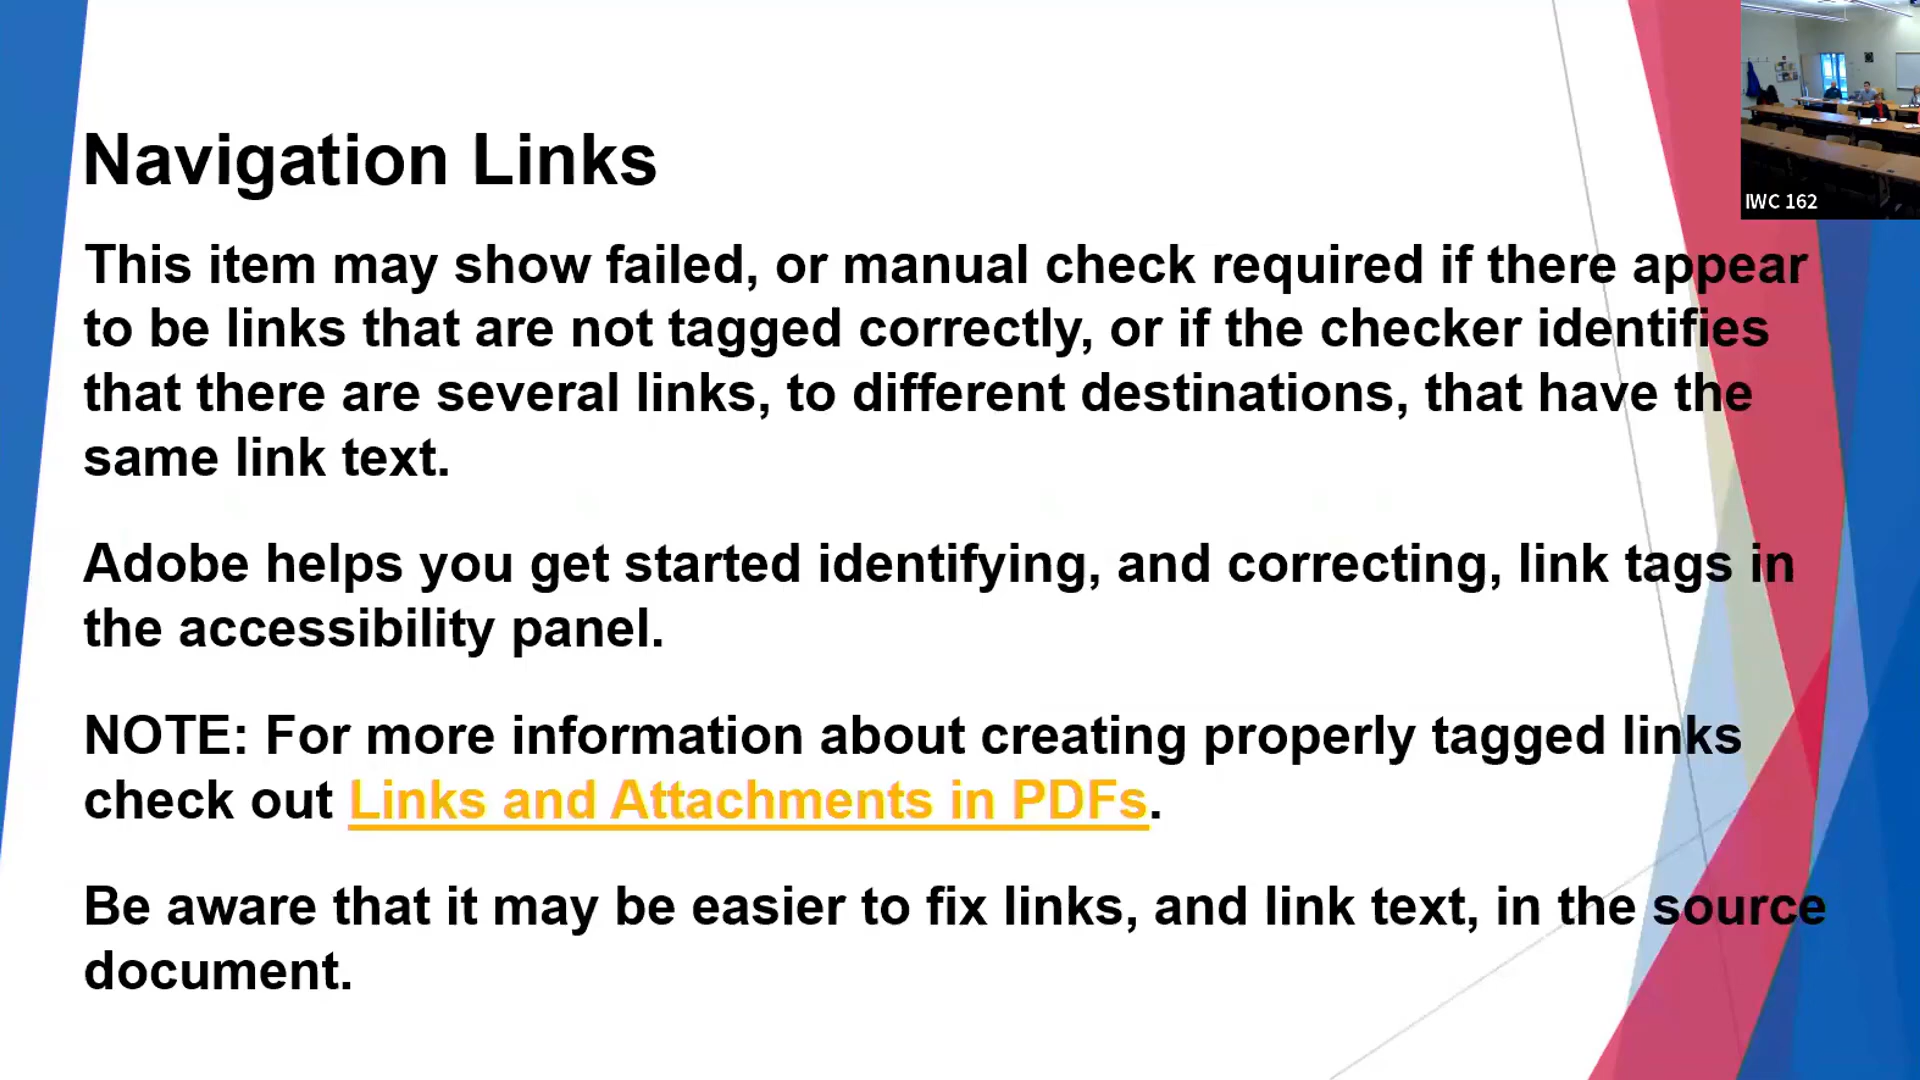 Navigation Links
IWC 162
This item may show failed, or manual check required if there appear
to be links that are not tagged correctly, or if the checker identifies
that there are several links, to different destinations, that have the
same link text.
Adobe helps you get started identifying, and correcting, link tags in
the accessibility panel.
NOTE: For more information about creating properly tagged links
check out Links and Attachments in PDFs.
Be aware that it may be easier to fix links, and link text, in the source
document.